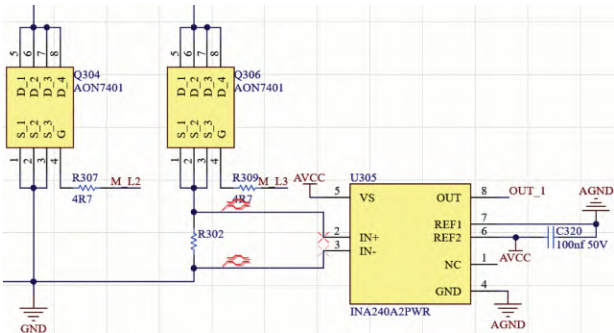 5 6 7 8
D_1 D_2 D_3 D_4
S_1 S_2 S_3 G
1 2 3 4
Q304
AON7401
R307
4R7
M_L2
5 6 7 8
D_1 D_2 D_3 D_4
S_1 S_2 S_3 G
1 2 3 4
Q306
AON7401
R309
4R7
M_L3
R302
GND
AVCC
U305
5 VS
2 IN+
3 IN-
OUT 8 OUT_1
REF1 7
REF2 6
NC 1
GND 4
INA240A2PWR
AGND
C320
100nf 50V
AVCC
AGND